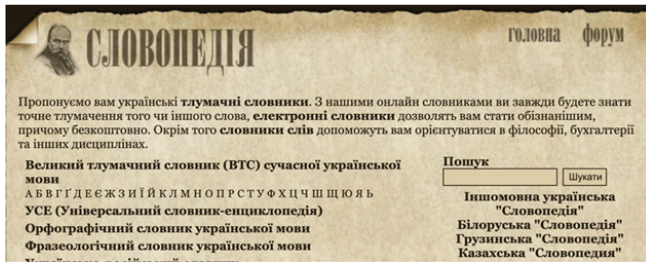 СЛОВОПЕДІЯ
головна форум
Пропонуємо вам українські тлумачні словники. З нашими онлайн словниками ви завжди будете знати
точне тлумачення того чи іншого слова, електронні словники дозволять вам стати обізнанішим,
причому безкоштовно. Окрім того словники слів допоможуть вам орієнтуватися в філософії, бухгалтерії
та інших дисциплінах.
Великий тлумачний словник (ВТС) сучасної української
мови
А Б В Г Ґ Д Е Є Ж З И Ї Й К Л М Н О П Р С Т У Ф Х Ц Ч Ш Щ Ю Я Ь
УСЕ (Універсальний словник-енциклопедія)
Орфографічний словник української мови
Фразеологічний словник української мови
Пошук
Шукати
Іншомовна українська
"Словопедія"
Білоруська "Словопедія"
Грузинська "Словопедія"
Казахська "Словопедия"